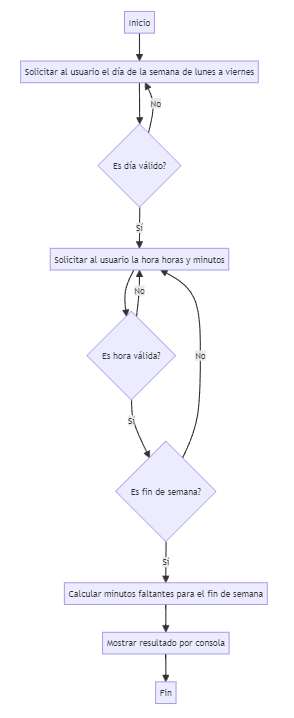 Inicio
Solicitar al usuario el día de la semana de lunes a viernes
No
Es día válido?
Sí
Solicitar al usuario la hora horas y minutos
No
Es hora válida?
No
Sí
Es fin de semana?
Sí
Calcular minutos faltantes para el fin de semana
Mostrar resultado por consola
Fin